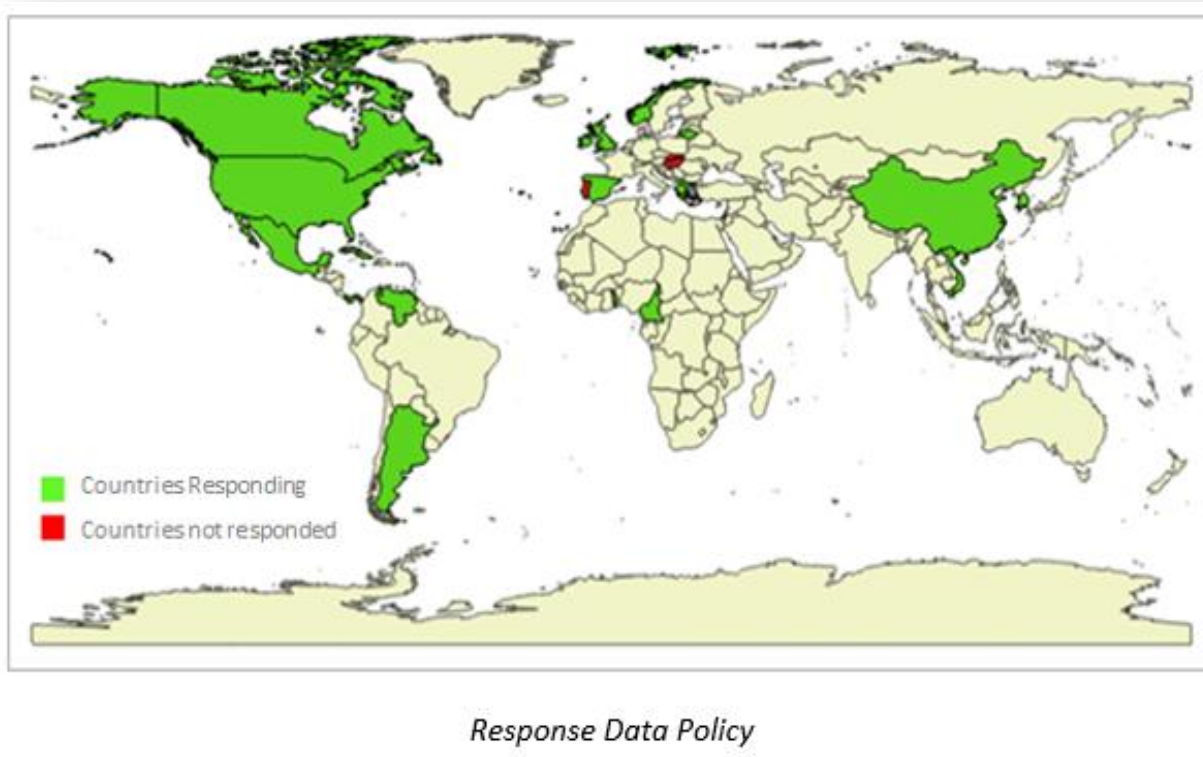 Countries Responding
Countries not responded
Response Data Policy